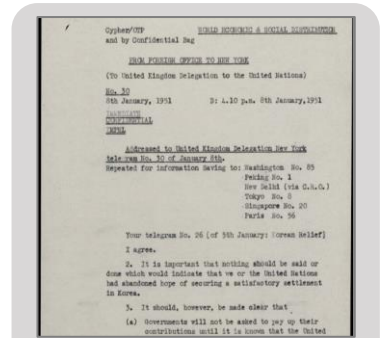 Cypher/OTP WORLD ECONOMIC & SOCIAL DISTRIBUTION
and by Confidential Bag
FROM FOREIGN OFFICE TO NEW YORK
(To United Kingdom Delegation to the United Nations)
No. 30
8th January, 1951 D: 4.10 p.m. 8th January, 1951
IMMEDIATE
CONFIDENTIAL
INTEL
Addressed to United Kingdom Delegation New York
telegram No. 30 of January 8th.
Repeated for information Saving to: Washington No. 85
Peking No. 1
New Delhi (via C.R.O.)
Tokyo No. 8
Singapore No. 20
Paris No. 56
Your telegram No. 26 [of 5th January: Korean Relief]
I agree.
2. It is important that nothing should be said or
done which would indicate that we or the United Nations
had abandoned hope of securing a satisfactory settlement
in Korea.
3. It should, however, be made clear that
(a) Governments will not be asked to pay up their
contributions until it is known that the United